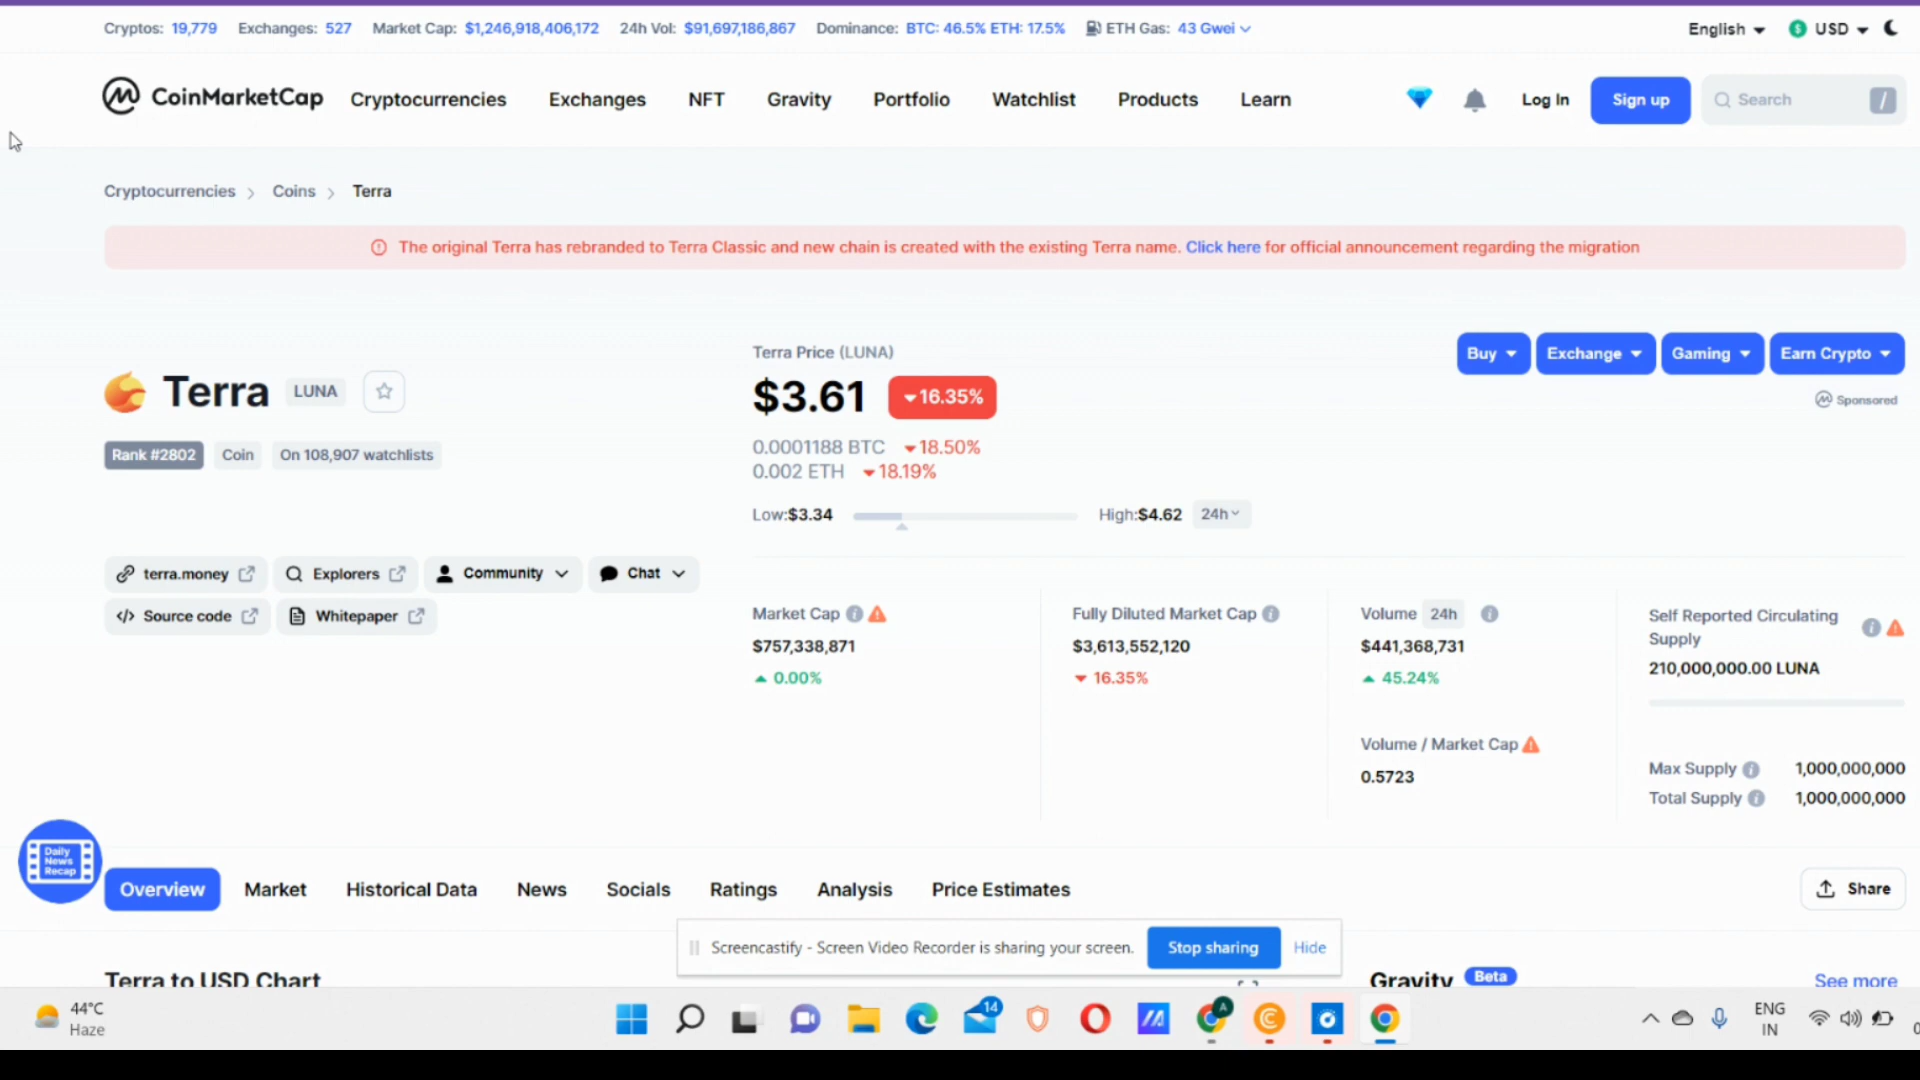 Cryptos: 19,779 Exchanges: 527 Market Cap: $1,246,918,406,172 24h Vol: $91,697,186,867 Dominance: BTC: 46.5% ETH: 17.5% ETH Gas: 43 Gwei English USD
CoinMarketCap Cryptocurrencies Exchanges NFT Gravity Portfolio Watchlist Products Learn Log In Sign up Search /
Cryptocurrencies > Coins > Terra
The original Terra has rebranded to Terra Classic and new chain is created with the existing Terra name. Click here for official announcement regarding the migration
Terra Price (LUNA)
Buy Exchange Gaming Earn Crypto
Terra LUNA
$3.61 16.35%
Sponsored
Rank #2802 Coin On 108,907 watchlists
0.0001188 BTC 18.50%
0.002 ETH 18.19%
Low:$3.34 High:$4.62 24h
terra.money Explorers Community Chat
Source code Whitepaper
Market Cap
$757,338,871
0.00%
Fully Diluted Market Cap
$3,613,552,120
16.35%
Volume 24h
$441,368,731
45.24%
Volume / Market Cap
0.5723
Self Reported Circulating
Supply
210,000,000.00 LUNA
Max Supply 1,000,000,000
Total Supply 1,000,000,000
Daily
News
Recap
Overview Market Historical Data News Socials Ratings Analysis Price Estimates Share
Screencastify - Screen Video Recorder is sharing your screen. Stop sharing Hide
Terra to USD Chart
Gravity Beta See more
44°C
Haze
14
A
ENG
IN